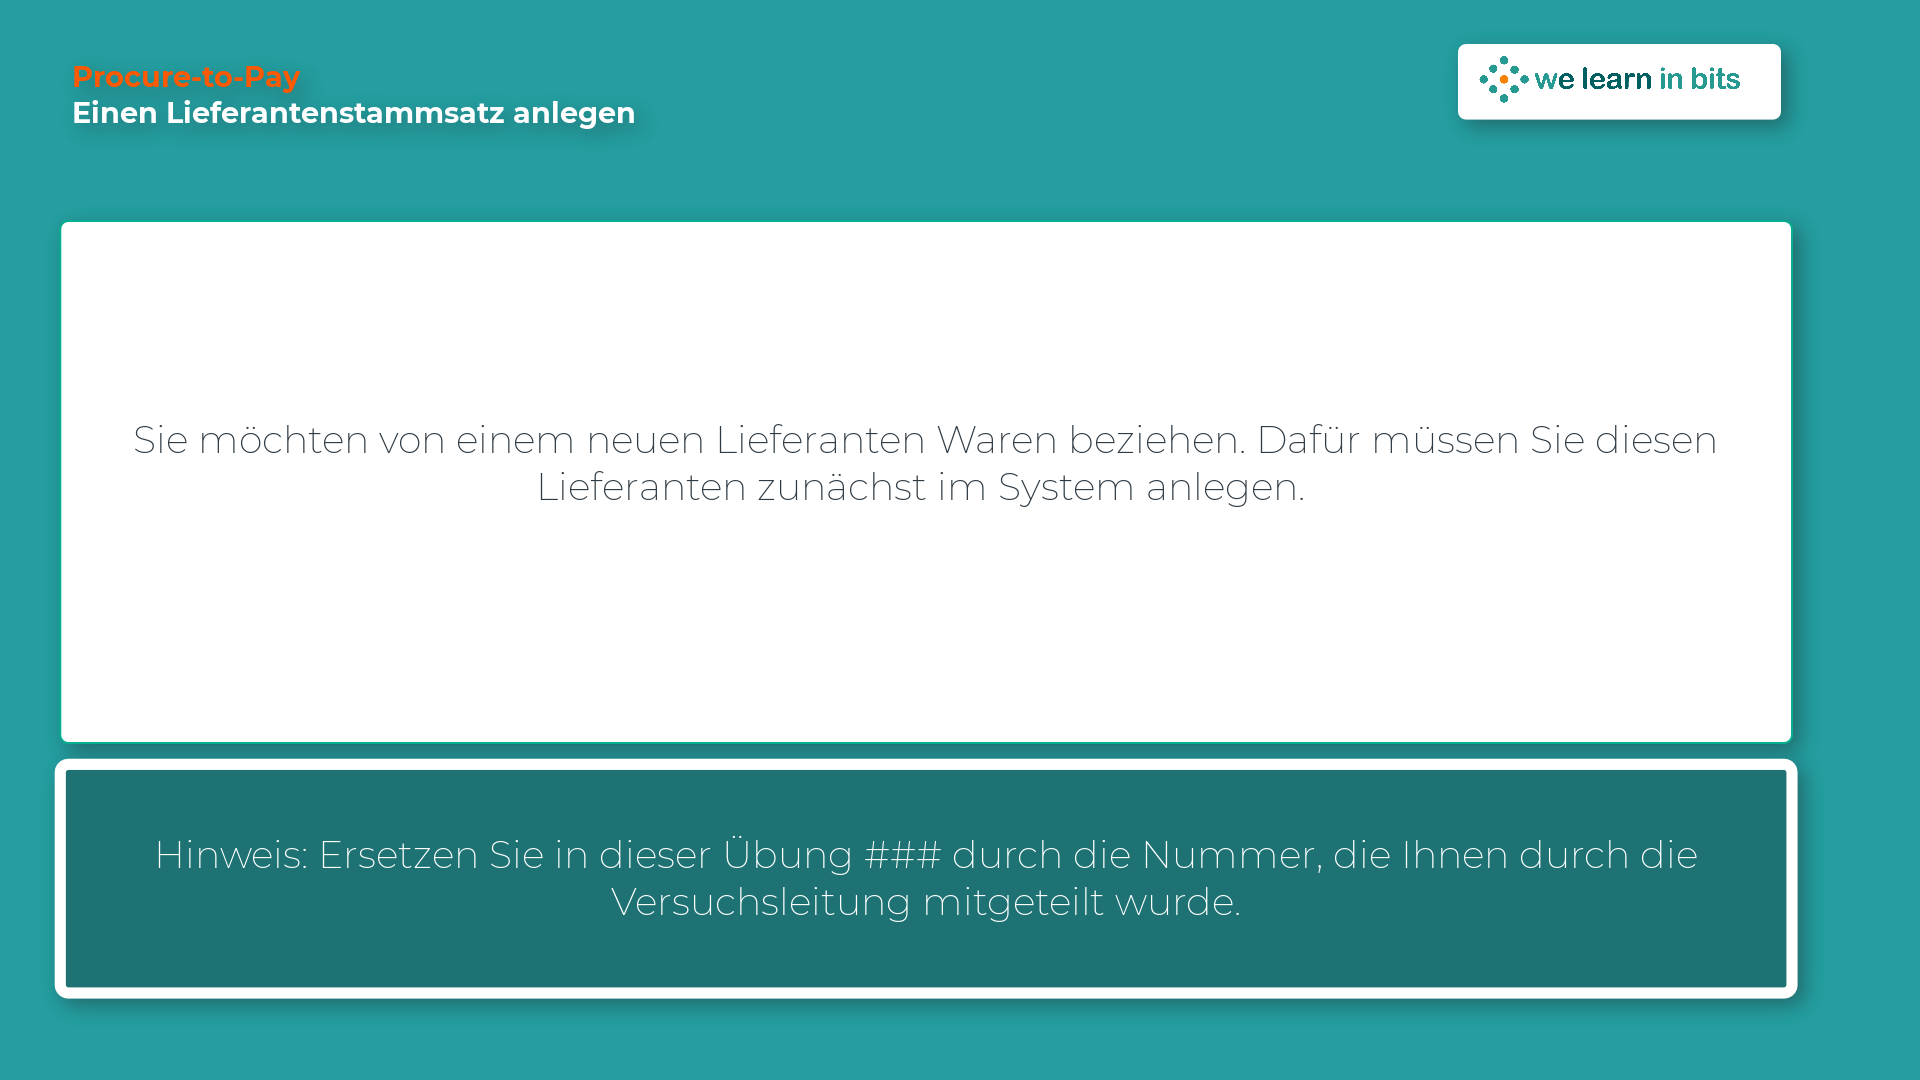 Procure-to-Pay
Einen Lieferantenstammsatz anlegen
we learn in bits
Sie möchten von einem neuen Lieferanten Waren beziehen. Dafür müssen Sie diesen
Lieferanten zunächst im System anlegen.
Hinweis: Ersetzen Sie in dieser Übung ### durch die Nummer, die Ihnen durch die
Versuchsleitung mitgeteilt wurde.